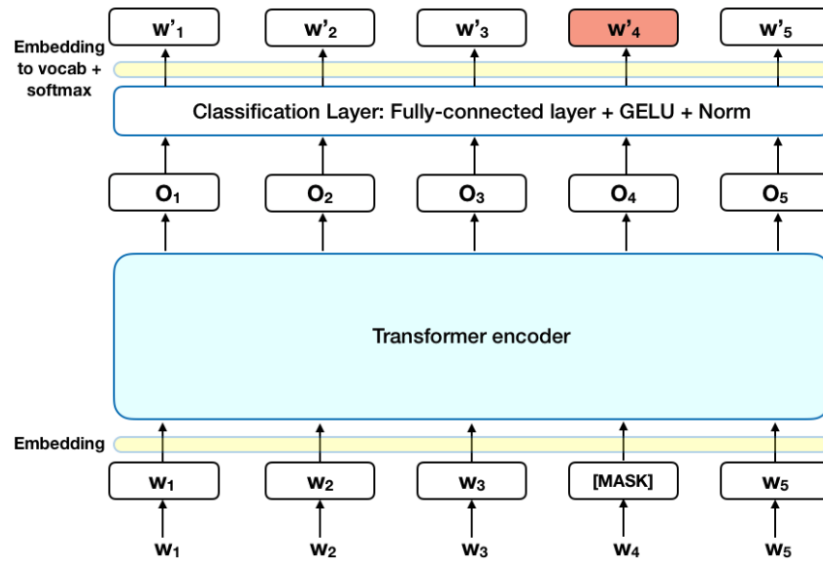 w'₁ w'₂ w'₃ w'₄ w'₅
Embedding
to vocab +
softmax
Classification Layer: Fully-connected layer + GELU + Norm
O₁ O₂ O₃ O₄ O₅
Transformer encoder
Embedding
w₁ w₂ w₃ [MASK] w₅
w₁ w₂ w₃ w₄ w₅